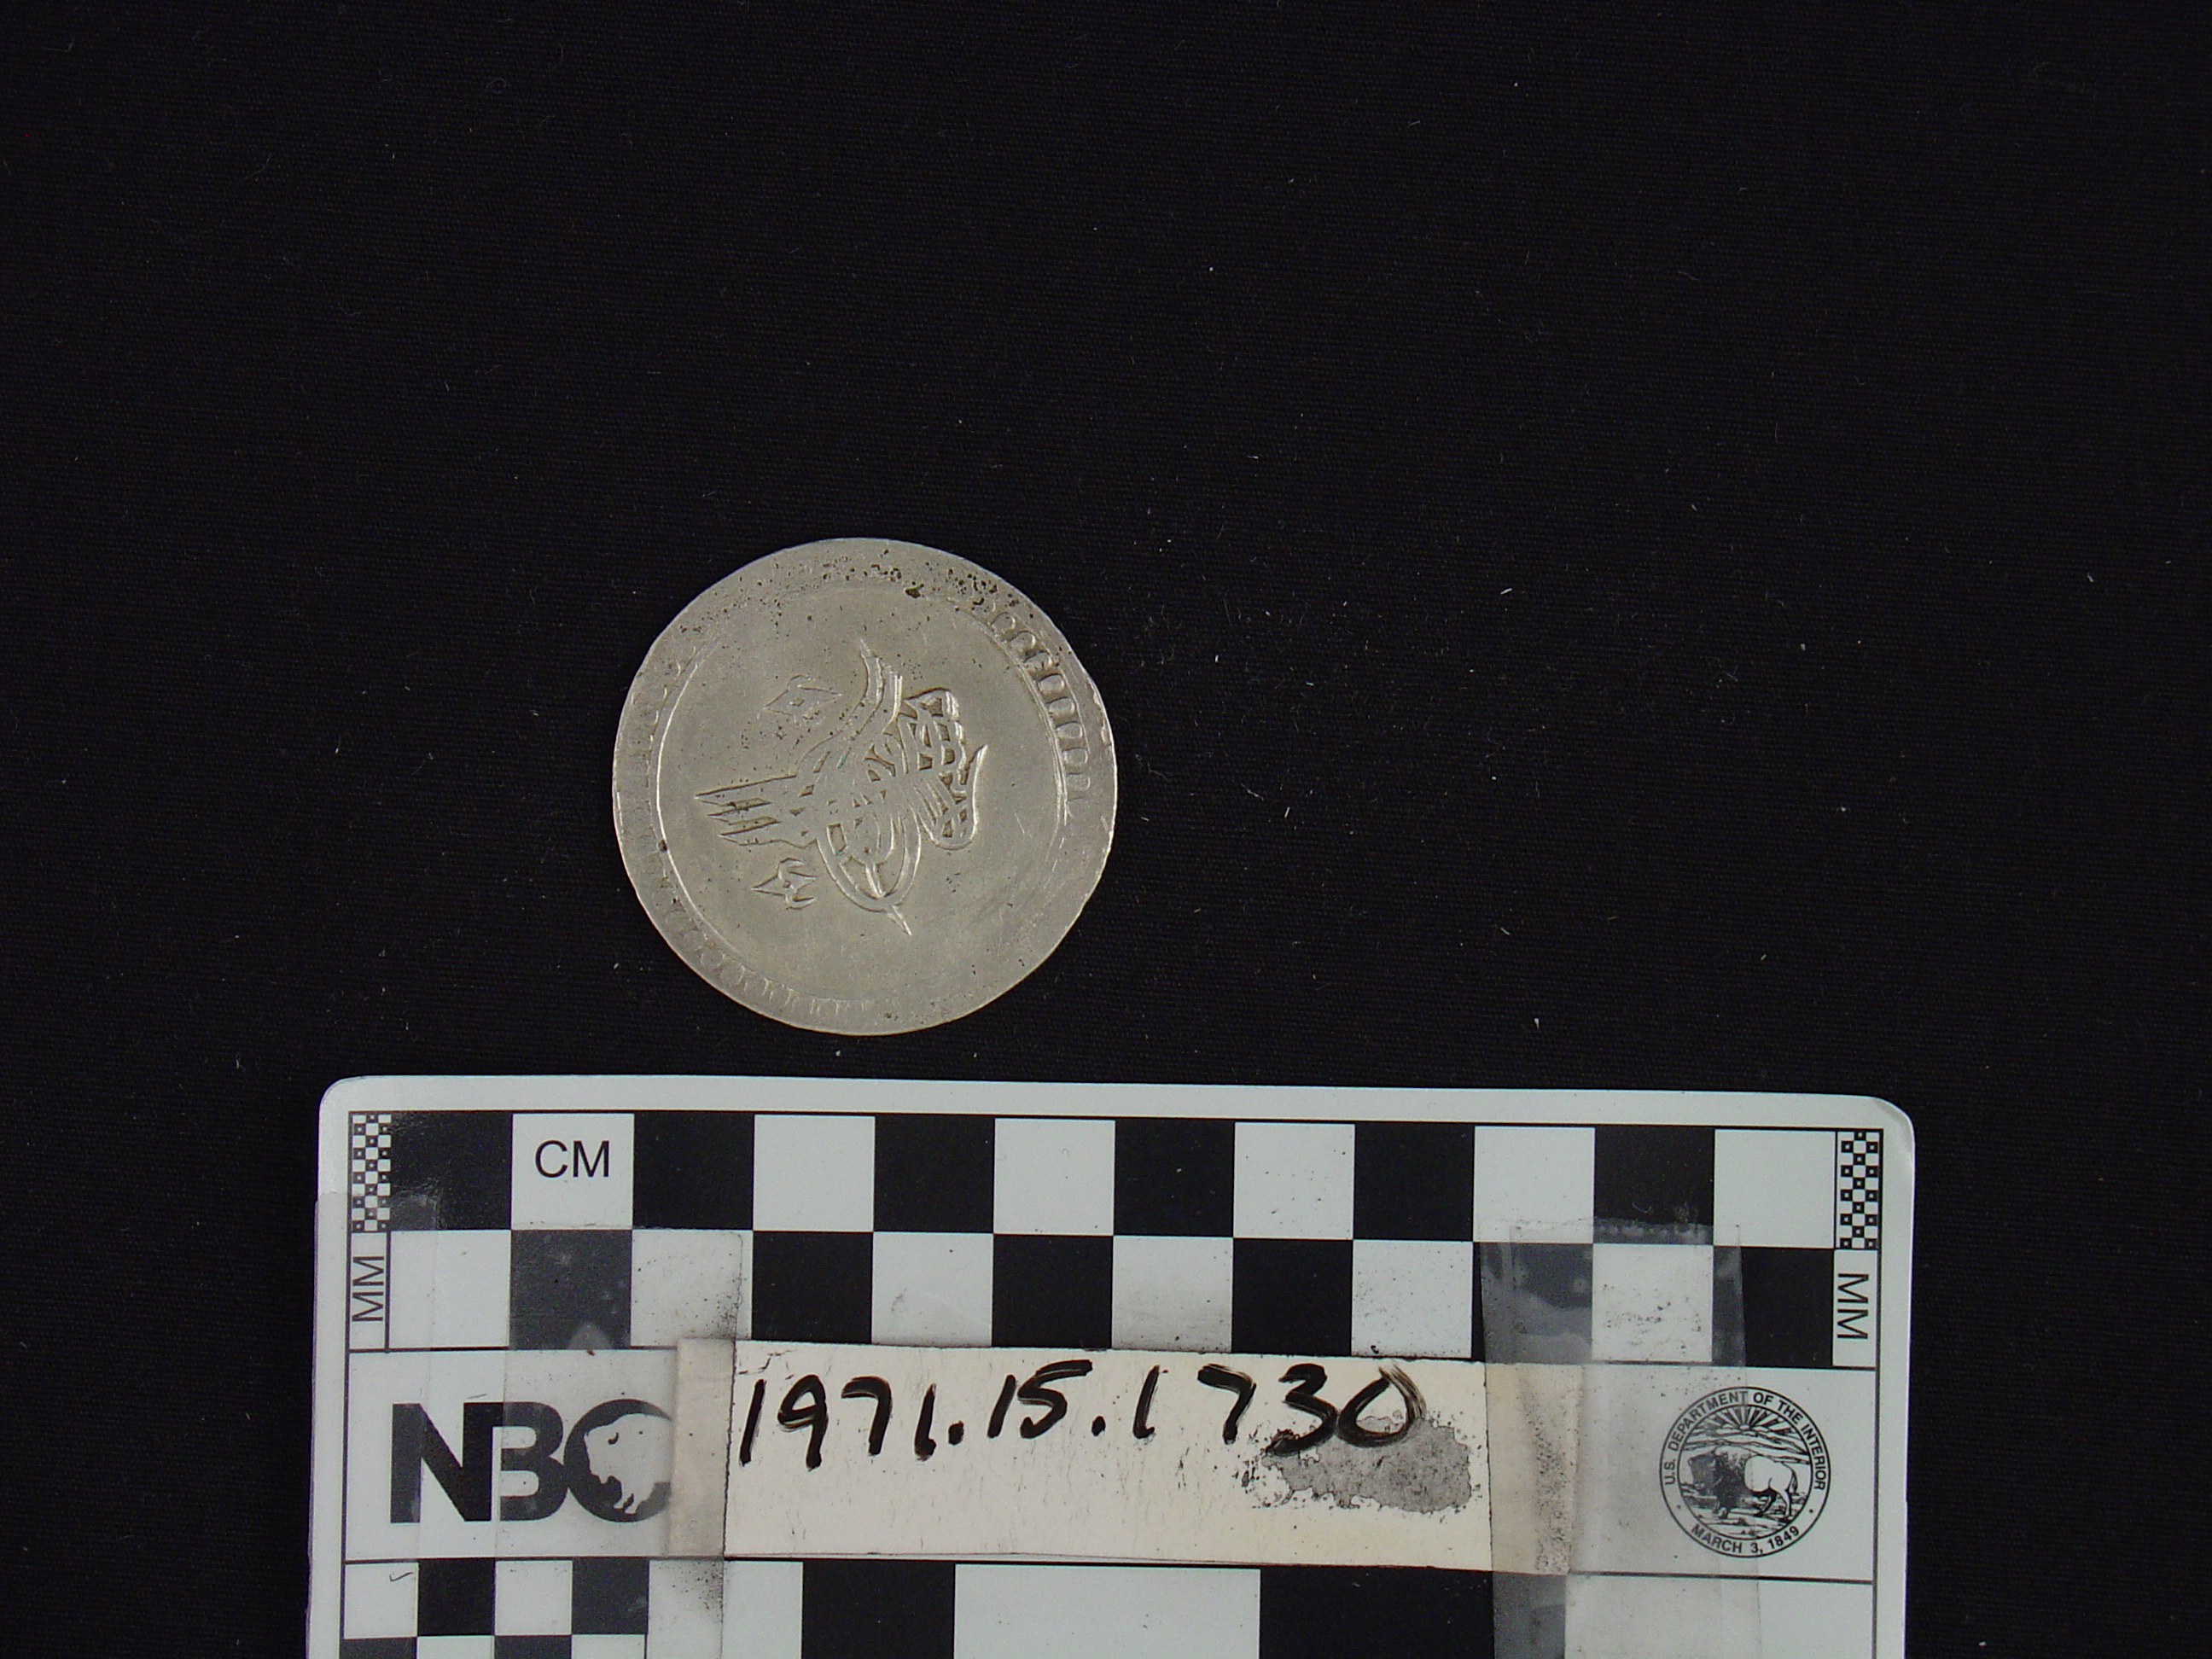 CM
MM
MM
NBC
1971.15.1730
U.S. DEPARTMENT OF THE INTERIOR
MARCH 3, 1849